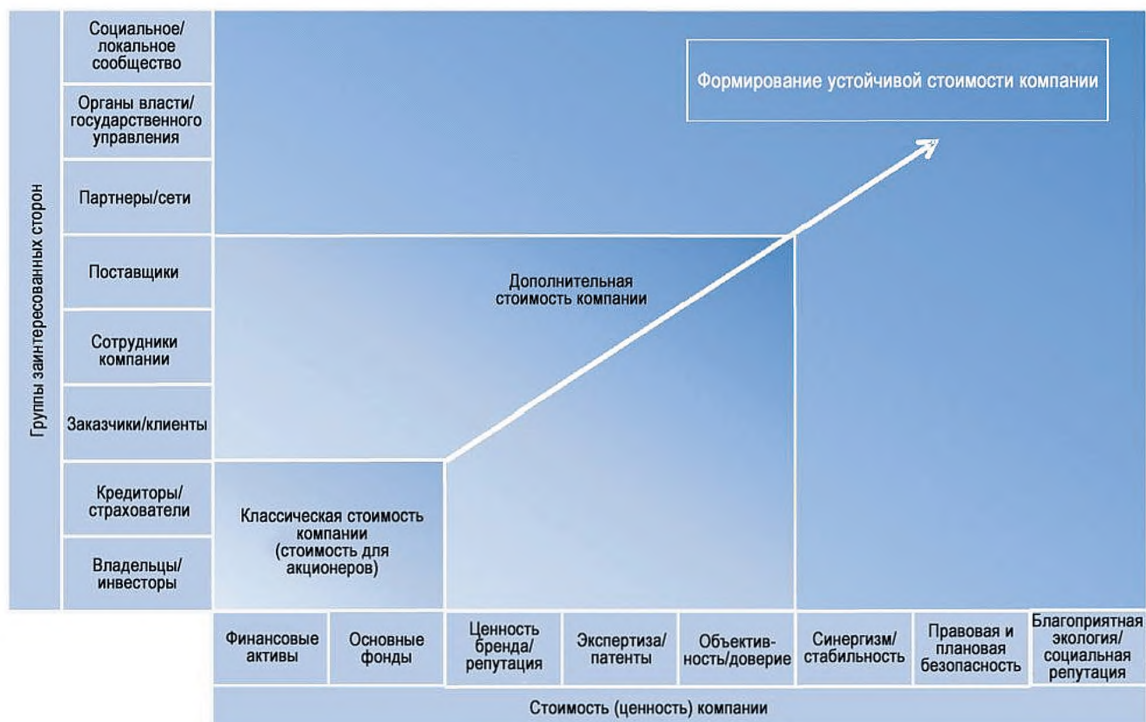 Группы заинтересованных сторон
Социальное/
локальное
сообщество
Органы власти/
государственного
управления
Партнеры/сети
Поставщики
Сотрудники
компании
Заказчики/клиенты
Кредиторы/
страхователи
Владельцы/
инвесторы
Формирование устойчивой стоимости компании
Дополнительная
стоимость компании
Классическая стоимость
компании
(стоимость для
акционеров)
Финансовые
активы
Основные
фонды
Ценность
бренда/
репутация
Экспертиза/
патенты
Объектив-
ность/доверие
Синергизм/
стабильность
Правовая и
плановая
безопасность
Благоприятная
экология/
социальная
репутация
Стоимость (ценность) компании